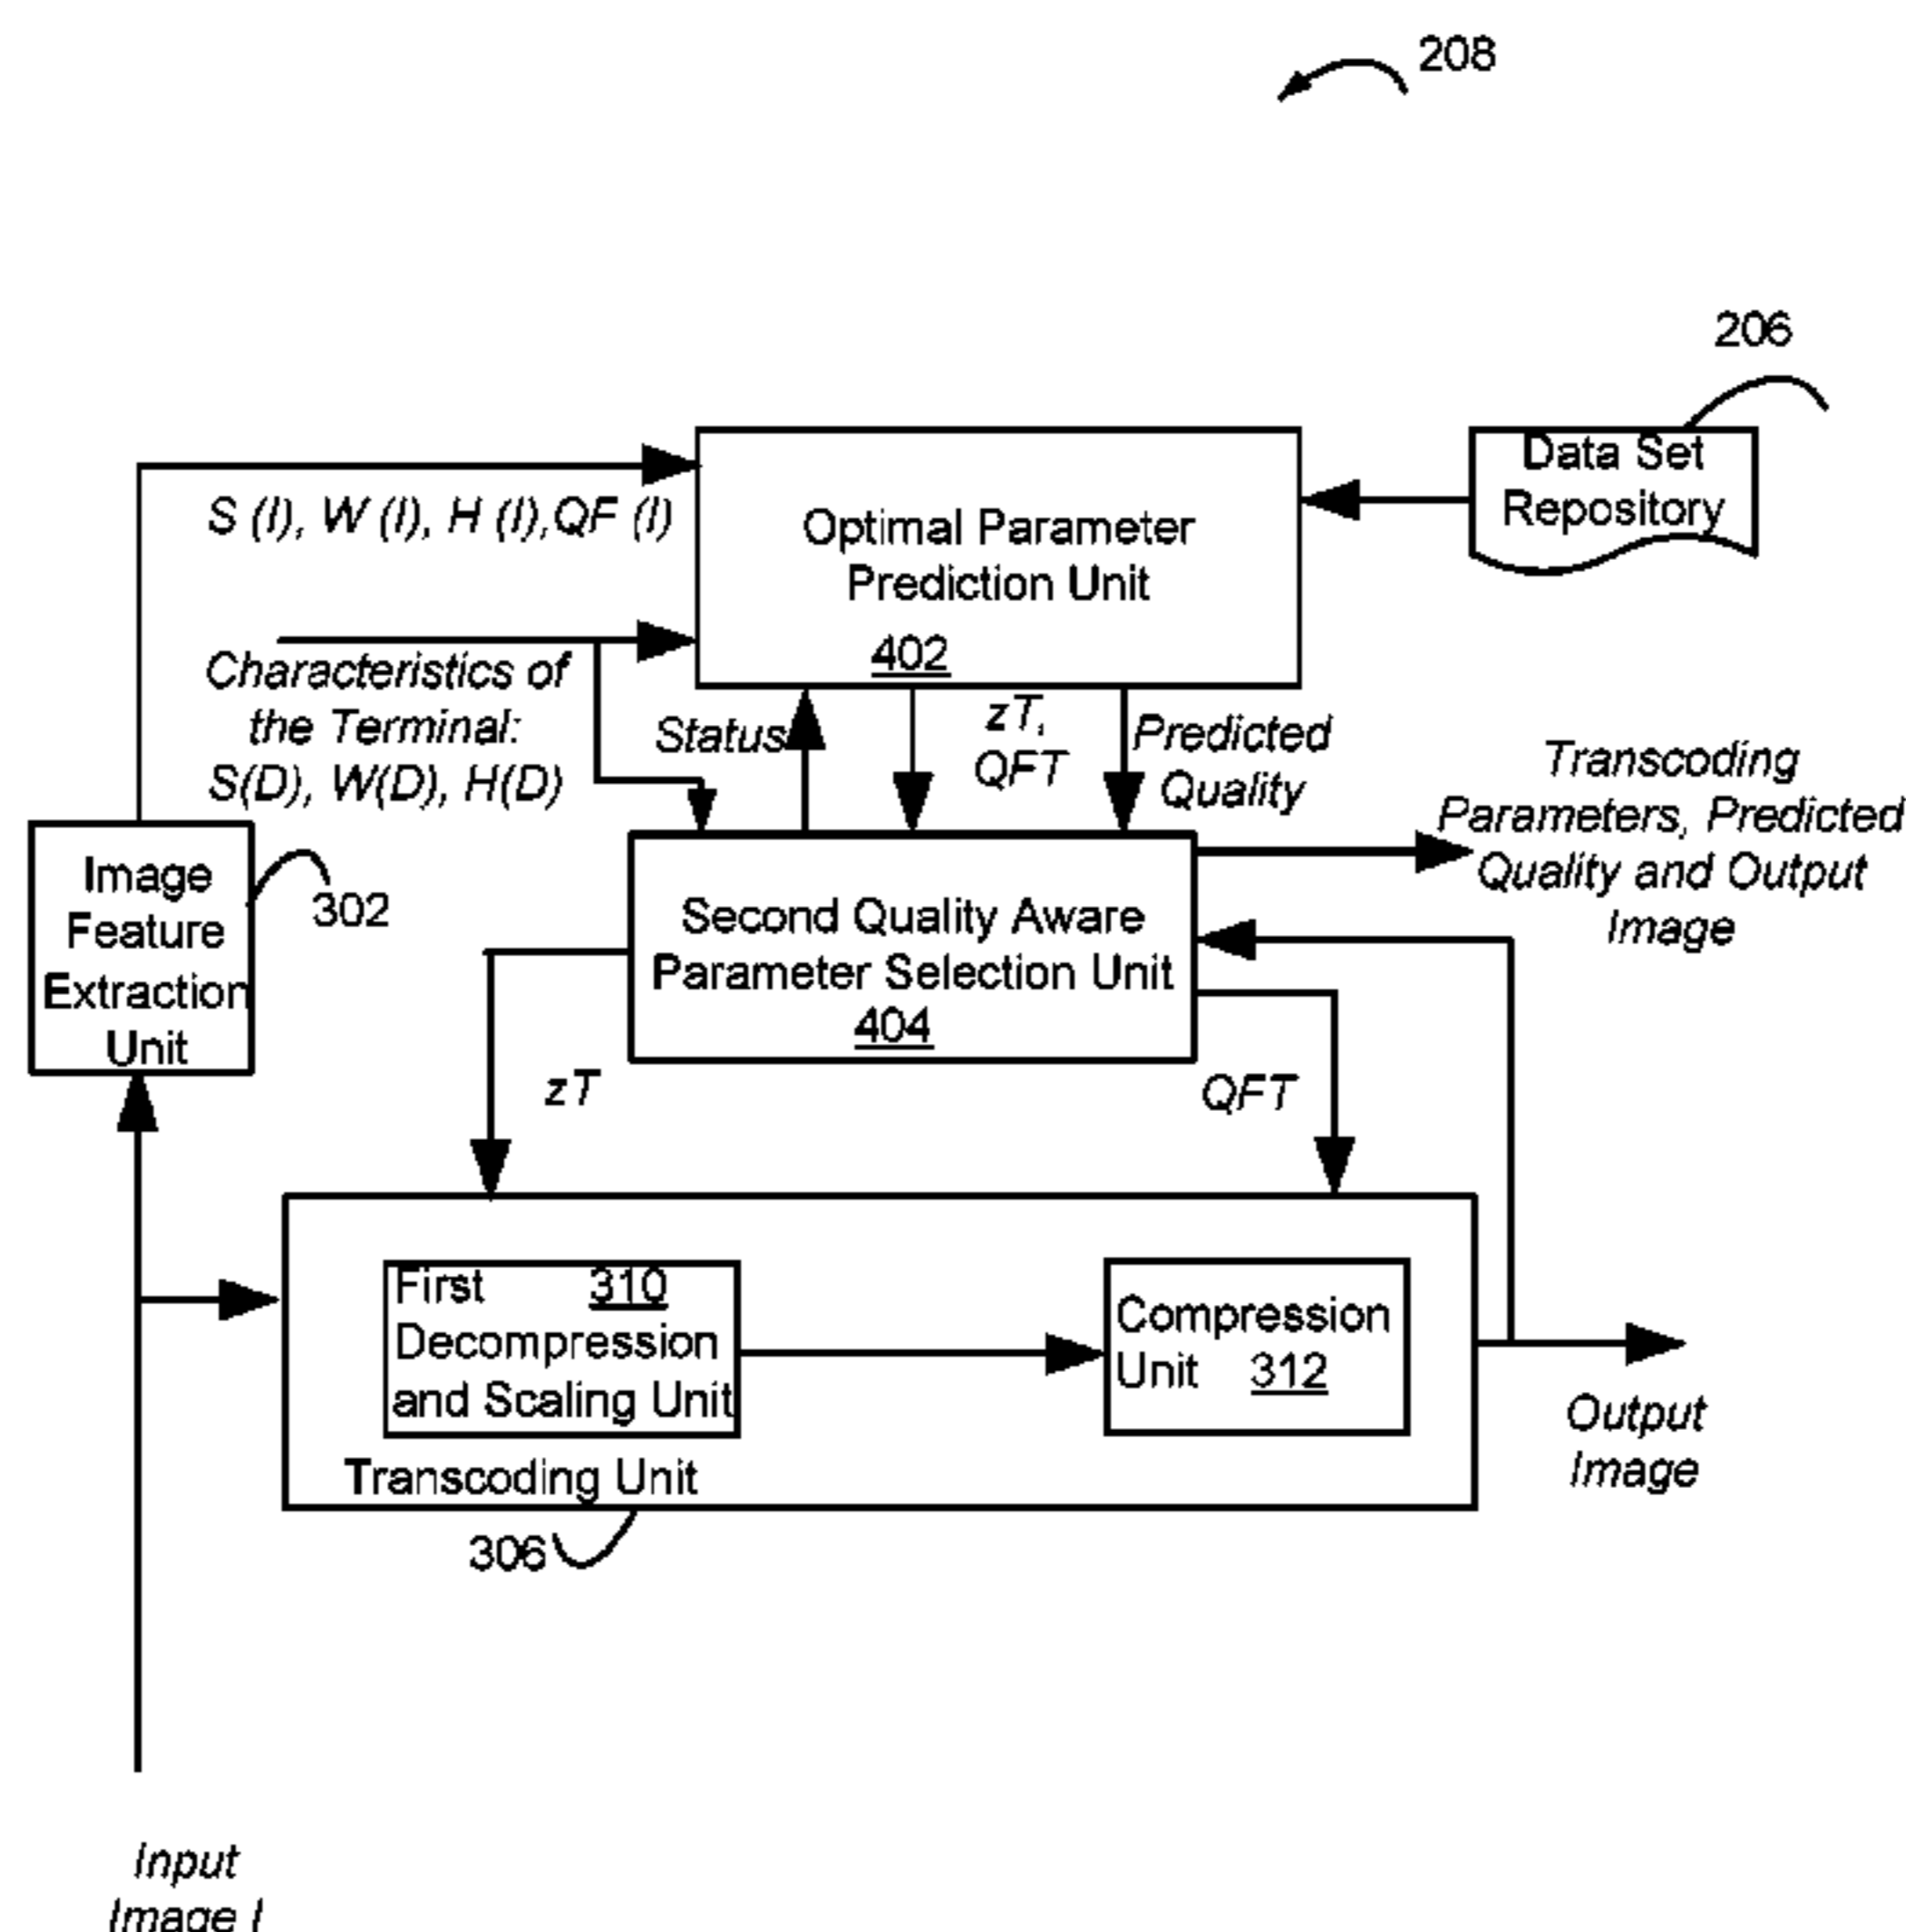 208
206
Data Set
Repository
S (I), W (I), H (I),QF (I)
Optimal Parameter
Prediction Unit
402
Characteristics of
the Terminal:
S(D), W(D), H(D)
Status
zT,
QFT
Predicted
Quality
Transcoding
Parameters, Predicted
Quality and Output
Image
Image
Feature
Extraction
Unit
302
Second Quality Aware
Parameter Selection Unit
404
zT
QFT
First 310
Decompression
and Scaling Unit
Compression
Unit 312
Transcoding Unit
306
Output
Image
Input
Image I